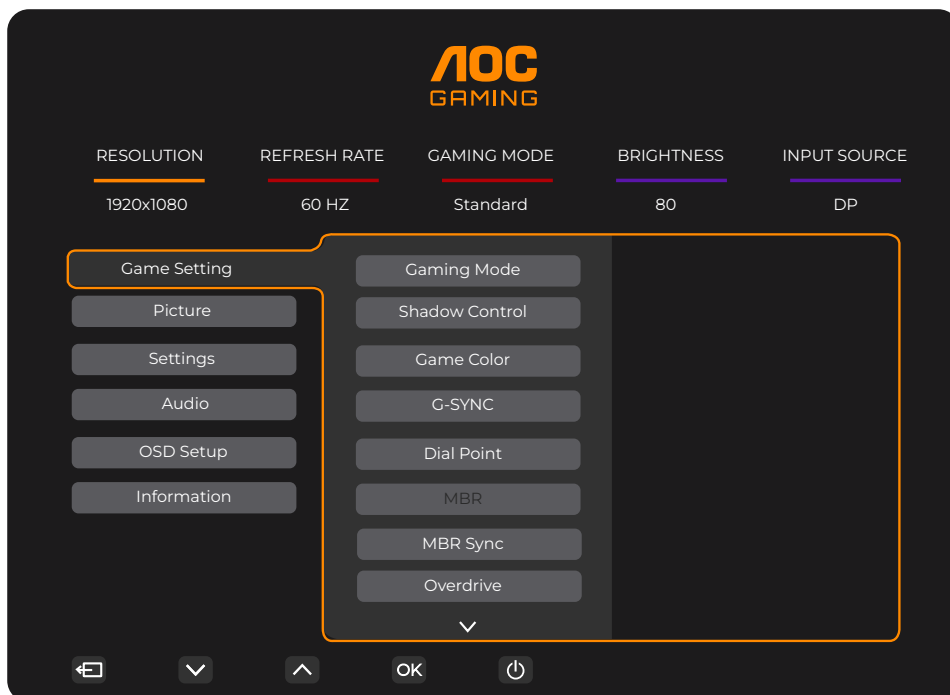 AOC
GAMING
RESOLUTION REFRESH RATE GAMING MODE BRIGHTNESS INPUT SOURCE
1920x1080 60 HZ Standard 80 DP
Game Setting
Picture
Settings
Audio
OSD Setup
Information
Gaming Mode
Shadow Control
Game Color
G-SYNC
Dial Point
MBR
MBR Sync
Overdrive
OK